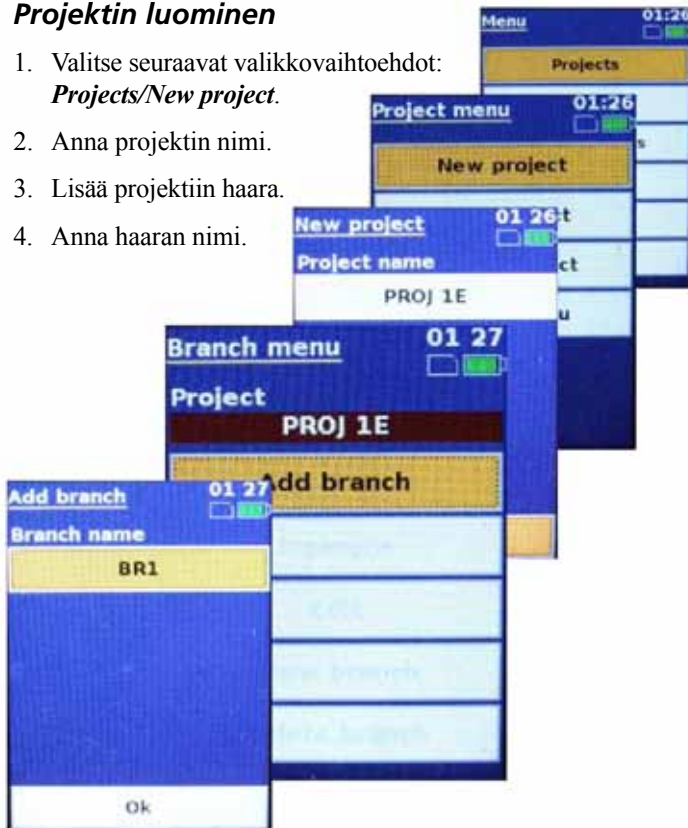 Projektin luominen
1. Valitse seuraavat valikkovaihtoehdot:
Projects/New project.
2. Anna projektin nimi.
3. Lisää projektiin haara.
4. Anna haaran nimi.
Menu
01:26
Projects
s
Project menu
01:26
New project
t
ct
u
New project
01 26
Project name
PROJ 1E
Branch menu
01 27
Project
PROJ 1E
Add branch
Add branch
01 27
Branch name
BR1
Ok